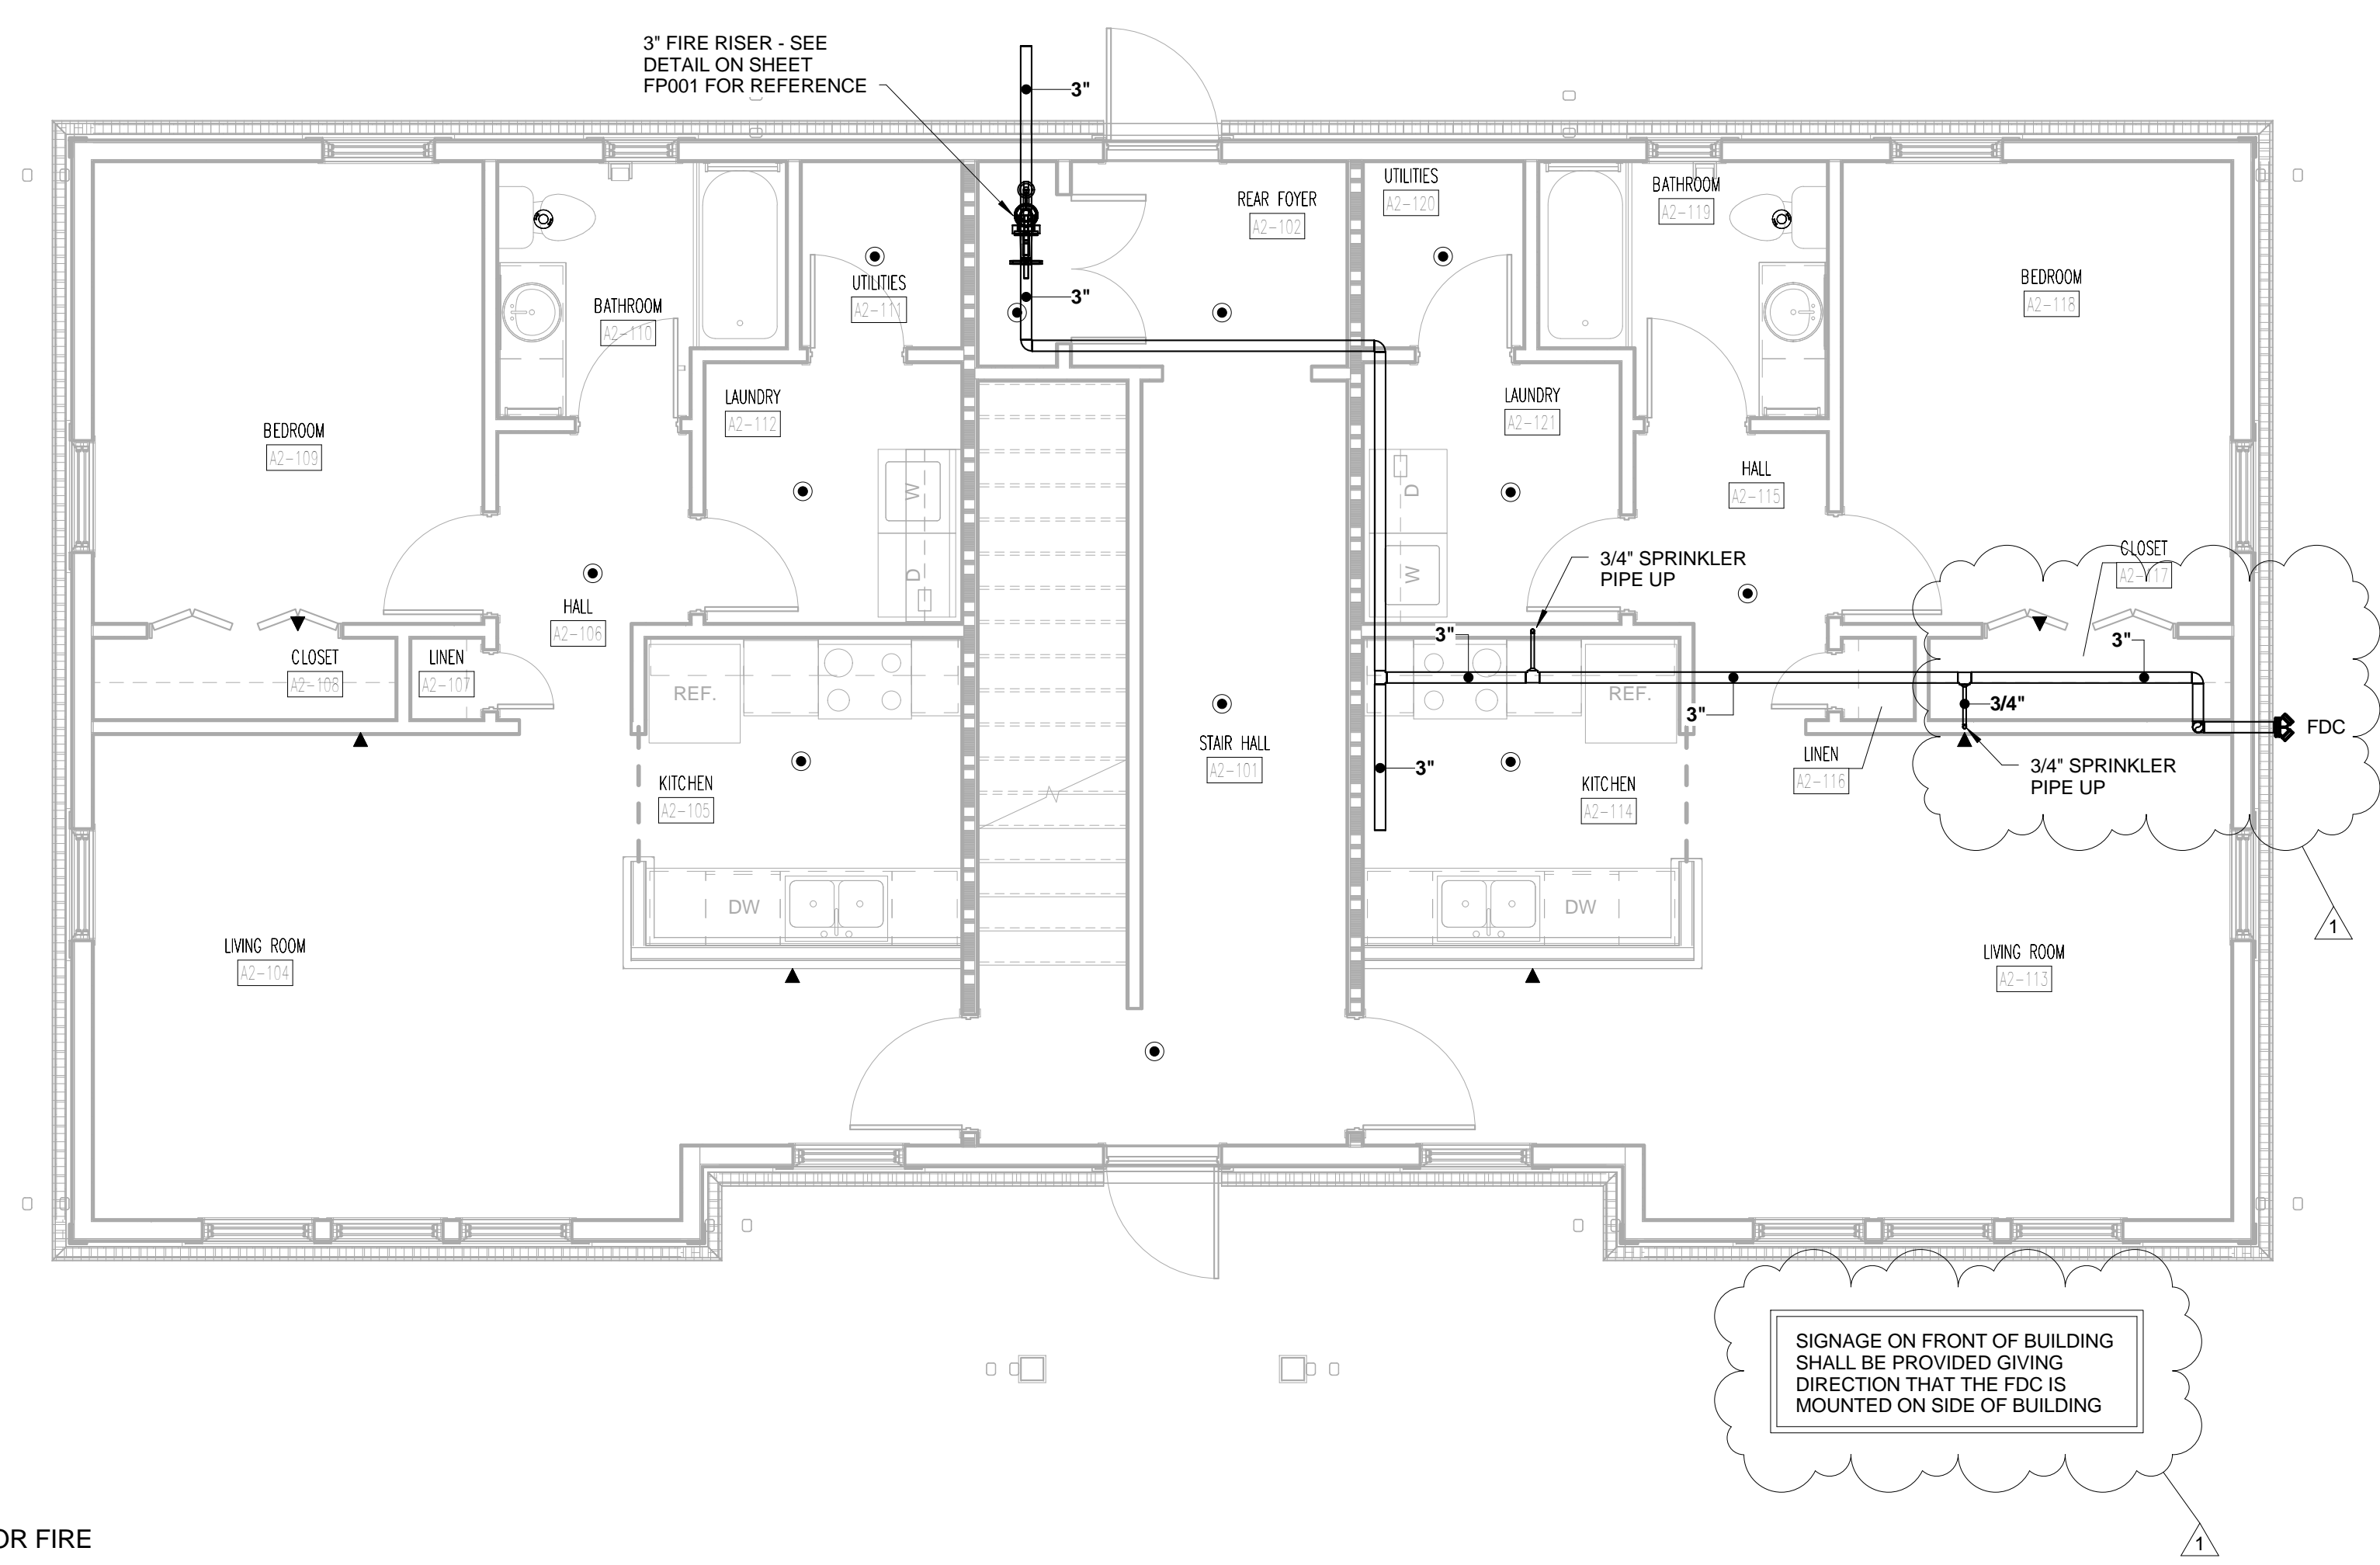 3" FIRE RISER - SEE
DETAIL ON SHEET
FP001 FOR REFERENCE
3"
UTILITIES
A2-120
BATHROOM
A2-119
REAR FOYER
A2-102
UTILITIES
A2-111
3"
BATHROOM
A2-110
BEDROOM
A2-118
LAUNDRY
A2-112
LAUNDRY
A2-121
BEDROOM
A2-109
HALL
A2-115
W
D
D
W
3/4" SPRINKLER
PIPE UP
CLOSET
A2-117
HALL
A2-106
3"
3"
CLOSET
A2-108
LINEN
A2-107
REF.
REF.
3"
3/4"
FDC
STAIR HALL
A2-101
3"
LINEN
A2-116
3/4" SPRINKLER
PIPE UP
KITCHEN
A2-105
KITCHEN
A2-114
DW
DW
1
LIVING ROOM
A2-104
LIVING ROOM
A2-113
SIGNAGE ON FRONT OF BUILDING
SHALL BE PROVIDED GIVING
DIRECTION THAT THE FDC IS
MOUNTED ON SIDE OF BUILDING
OR FIRE
1